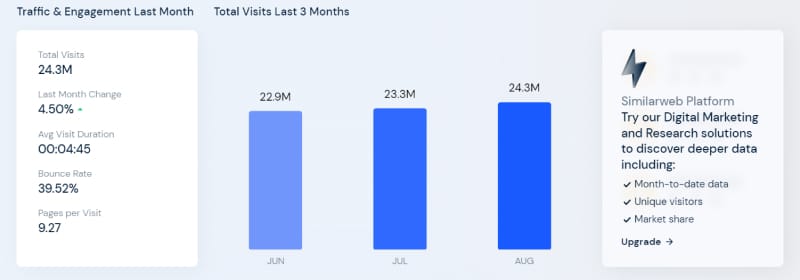 Traffic & Engagement Last Month
Total Visits Last 3 Months
Total Visits
24.3M
Last Month Change
4.50%
Avg Visit Duration
00:04:45
Bounce Rate
39.52%
Pages per Visit
9.27
22.9M
23.3M
24.3M
JUN
JUL
AUG
Similarweb Platform
Try our Digital Marketing
and Research solutions
to discover deeper data
including:
Month-to-date data
Unique visitors
Market share
Upgrade →